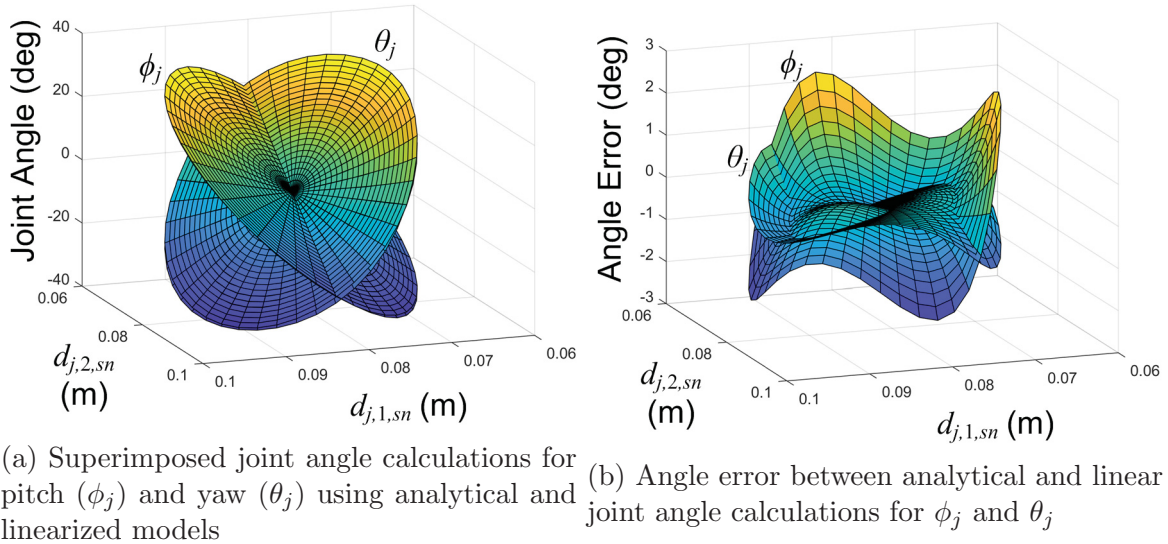 40
20
0
-20
-40
Joint Angle (deg)
ϕj
θj
0.06
0.08
0.1
dj,2,sn
(m)
0.1
0.09
0.08
0.07
0.06
dj,1,sn (m)
(a) Superimposed joint angle calculations for
pitch (ϕj) and yaw (θj) using analytical and
linearized models
3
2
1
0
-1
-2
-3
Angle Error (deg)
ϕj
θj
0.06
0.08
0.1
dj,2,sn
(m)
0.1
0.09
0.08
0.07
0.06
dj,1,sn (m)
(b) Angle error between analytical and linear
joint angle calculations for ϕj and θj